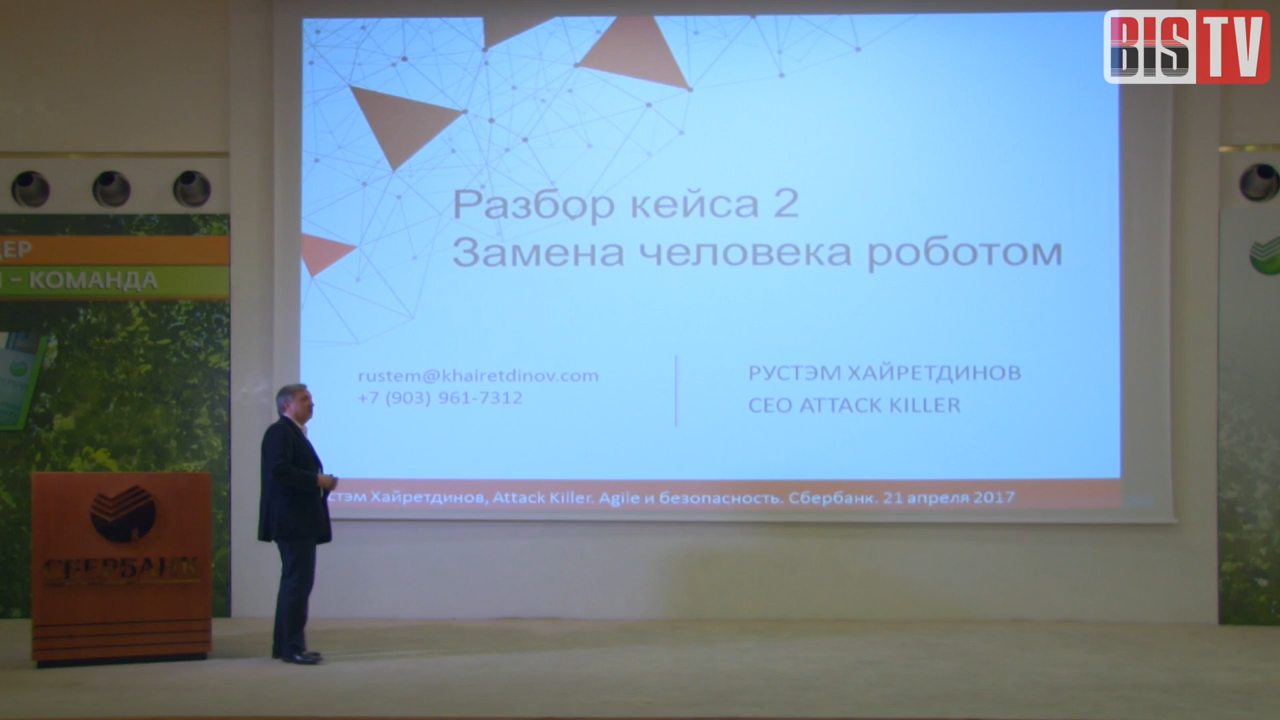 BIS TV
Разбор кейса 2
Замена человека роботом
ДЕР
– КОМАНДА
rustem@khairetdinov.com
+7 (903) 961-7312
РУСТЭМ ХАЙРЕТДИНОВ
CEO ATTACK KILLER
стэм Хайретдинов, Attack Killer. Agile и безопасность. Сбербанк. 21 апреля 2017
СБЕРБАНК